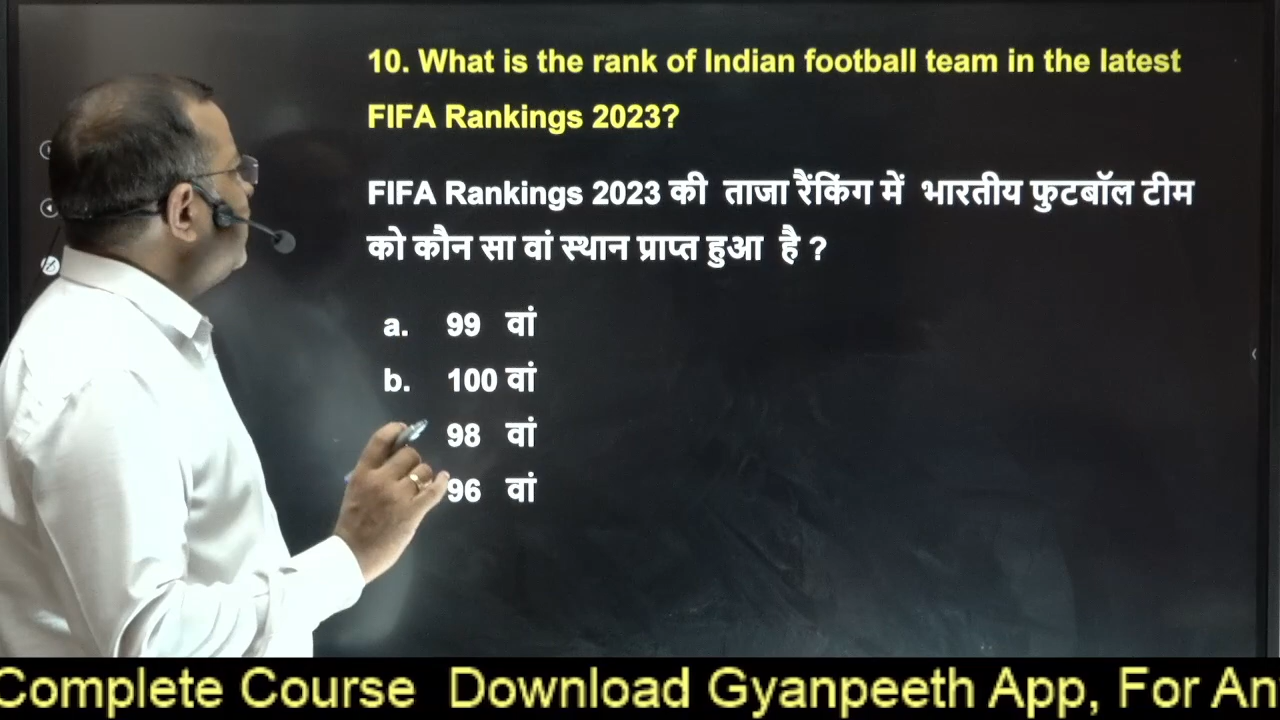 10. What is the rank of Indian football team in the latest
FIFA Rankings 2023?
FIFA Rankings 2023 की ताजा रैंकिंग में भारतीय फुटबॉल टीम
को कौन सा वां स्थान प्राप्त हुआ है ?
a. 99 वां
b. 100 वां
98 वां
96 वां
Complete Course Download Gyanpeeth App, For An